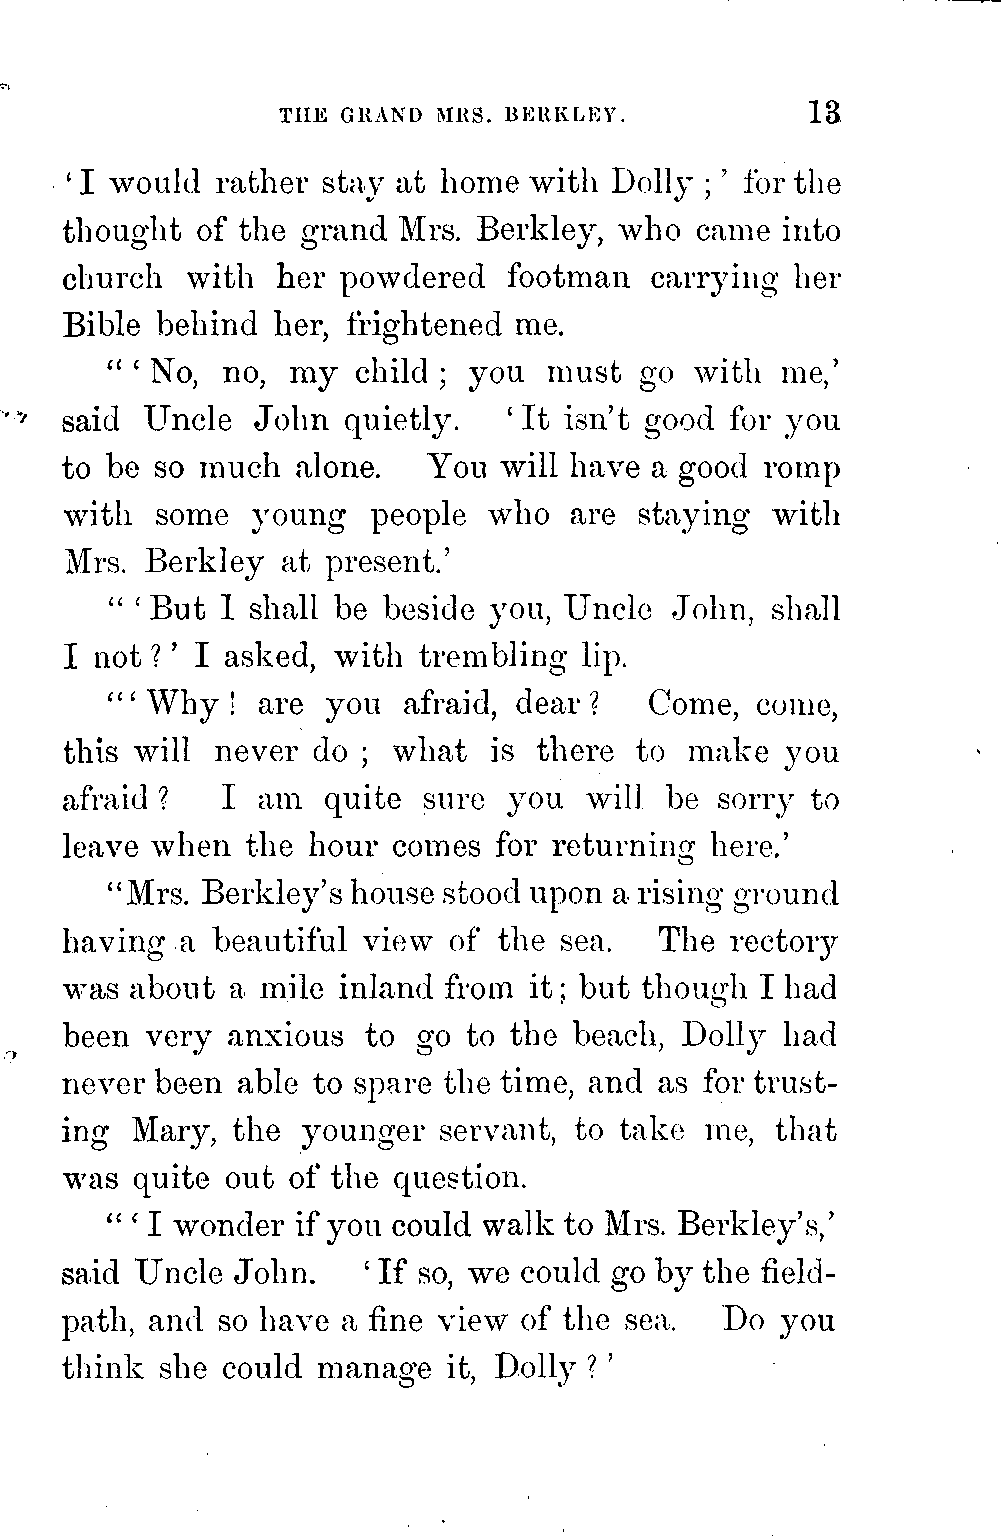 THE GRAND MRS. BERKLEY. 13
'I would rather stay at home with Dolly ;' for the
thought of the grand Mrs. Berkley, who came into
church with her powdered footman carrying her
Bible behind her, frightened me.
" 'No, no, my child ; you must go with me,'
said Uncle John quietly. 'It isn't good for you
to be so much alone. You will have a good romp
with some young people who are staying with
Mrs. Berkley at present.'
" 'But I shall be beside you, Uncle John, shall
I not ?' I asked, with trembling lip.
"' Why ! are you afraid, dear ? Come, come,
this will never do ; what is there to make you
afraid ? I am quite sure you will be sorry to
leave when the hour comes for returning here.'
"Mrs. Berkley's house stood upon a rising ground
having a beautiful view of the sea. The rectory
was about a mile inland from it ; but though I had
been very anxious to go to the beach, Dolly had
never been able to spare the time, and as for trust-
ing Mary, the younger servant, to take me, that
was quite out of the question.
" 'I wonder if you could walk to Mrs. Berkley's,'
said Uncle John. 'If so, we could go by the field-
path, and so have a fine view of the sea. Do you
think she could manage it, Dolly ?'